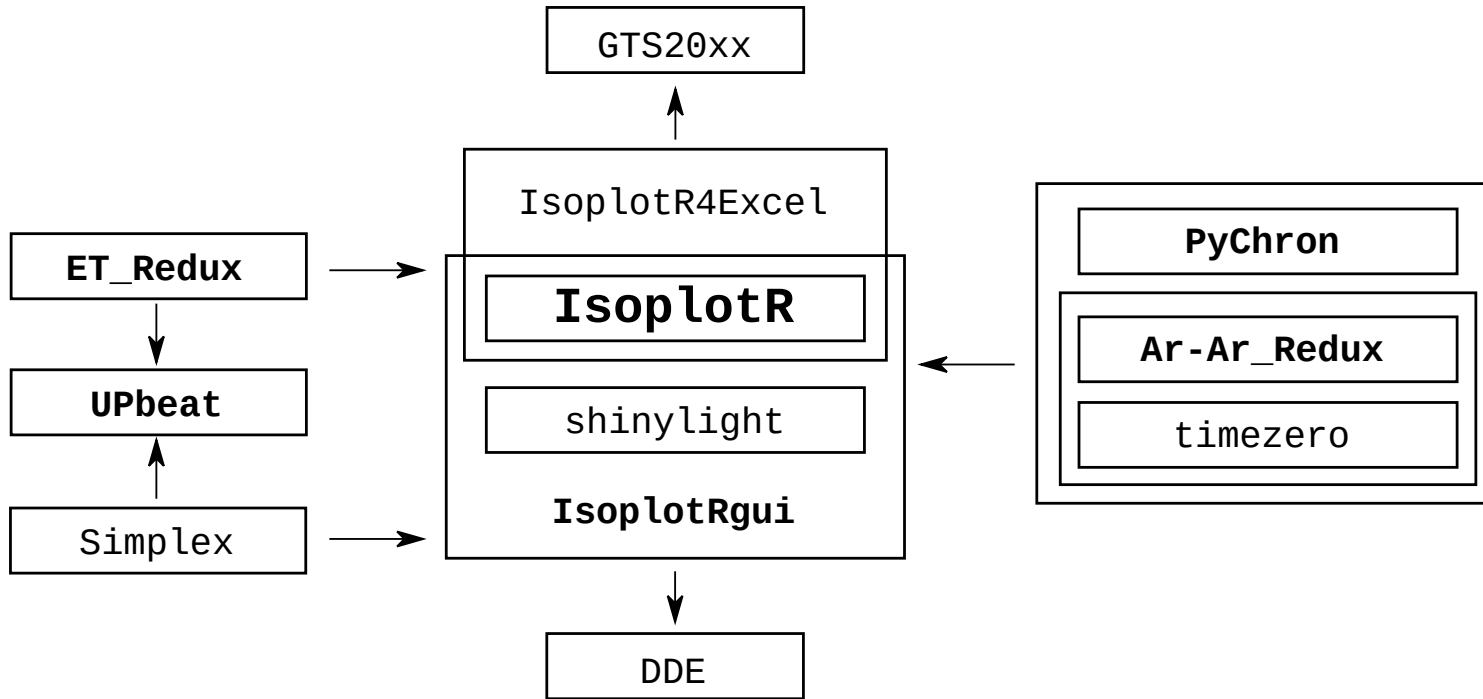 GTS20xx
IsoplotR4Excel
ET_Redux
IsoplotR
UPbeat
shinylight
IsoplotRgui
Simplex
DDE
PyChron
Ar-Ar_Redux
timezero